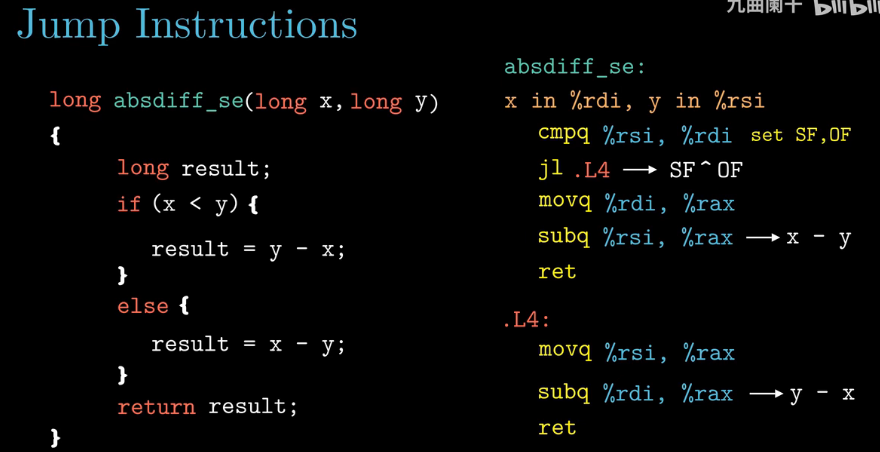 Jump Instructions
九曲阑干 bilibili
long absdiff_se(long x, long y)
{
long result;
if (x < y) {
result = y - x;
}
else {
result = x - y;
}
return result;
}
absdiff_se:
x in %rdi, y in %rsi
cmpq %rsi, %rdi set SF,OF
jl .L4 ⟶ SF^OF
movq %rdi, %rax
subq %rsi, %rax ⟶ x - y
ret
.L4:
movq %rsi, %rax
subq %rdi, %rax ⟶ y - x
ret